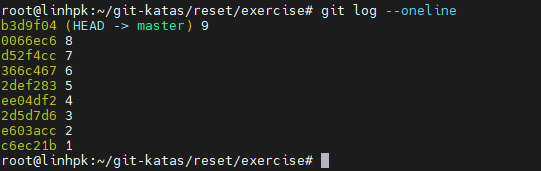 root@linhpk:~/git-katas/reset/exercise# git log --oneline
b3d9f04 (HEAD -> master) 9
0066ec6 8
d52f4cc 7
366c467 6
2def283 5
ee04df2 4
2d5d7d6 3
e603acc 2
c6ec21b 1
root@linhpk:~/git-katas/reset/exercise#